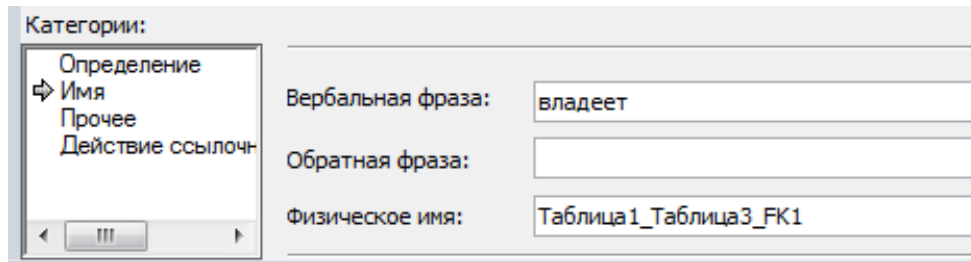 Категории:
Определение
Имя
Прочее
Действие ссылочн
Вербальная фраза:
владеет
Обратная фраза:
Физическое имя:
Таблица1_Таблица3_FK1